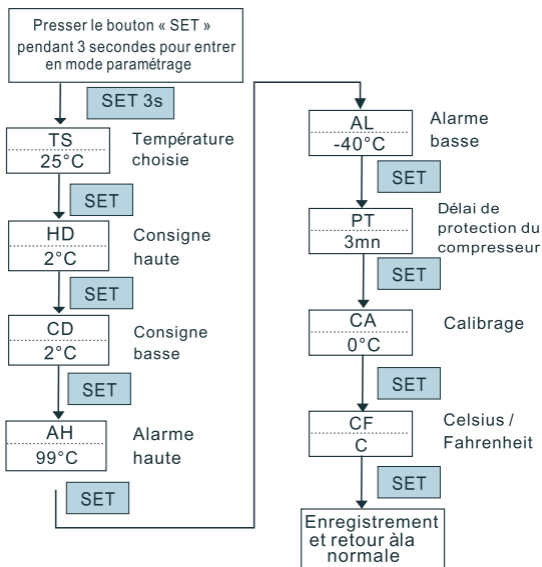 Presser le bouton « SET »
pendant 3 secondes pour entrer
en mode paramétrage
SET 3s
TS
25°C
Température
choisie
SET
HD
2°C
Consigne
haute
SET
CD
2°C
Consigne
basse
SET
AH
99°C
Alarme
haute
SET
AL
-40°C
Alarme
basse
SET
PT
3mn
Délai de
protection du
compresseur
SET
CA
0°C
Calibrage
SET
CF
C
Celsius /
Fahrenheit
SET
Enregistrement
et retour àla
normale